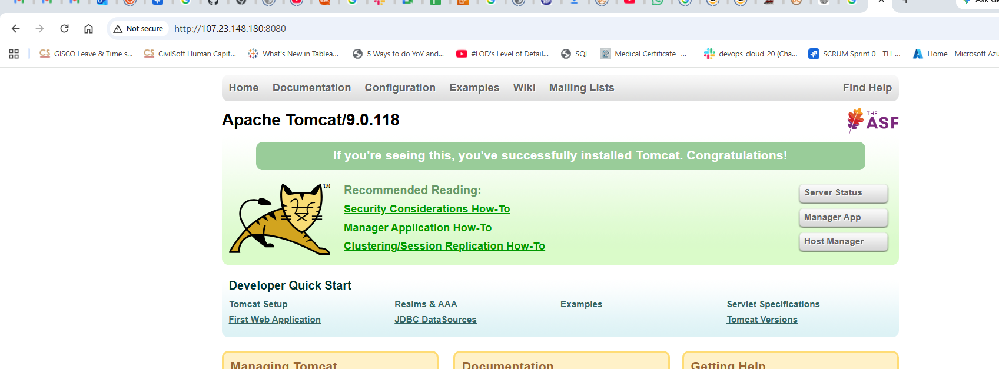 Ask Ge
Not secure
http://107.23.148.180:8080
GISCO Leave & Time s...
CivilSoft Human Capit...
What's New in Tablea...
5 Ways to do YoY and...
#LOD's Level of Detail...
SQL
Medical Certificate -...
devops-cloud-20 (Cha...
SCRUM Sprint 0 - TH-...
Home - Microsoft Azu
Home Documentation Configuration Examples Wiki Mailing Lists Find Help
Apache Tomcat/9.0.118
THE
ASF
If you're seeing this, you've successfully installed Tomcat. Congratulations!
TM
Recommended Reading:
Security Considerations How-To
Manager Application How-To
Clustering/Session Replication How-To
Server Status
Manager App
Host Manager
Developer Quick Start
Tomcat Setup
First Web Application
Realms & AAA
JDBC DataSources
Examples
Servlet Specifications
Tomcat Versions
Managing Tomcat
Documentation
Getting Help